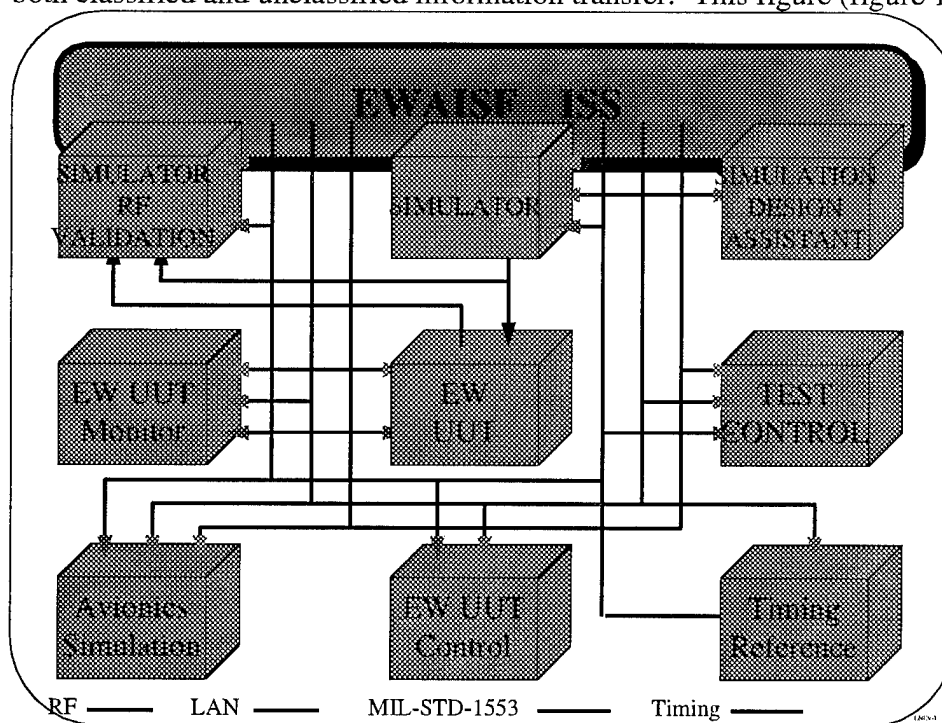 both classified and unclassified information transfer. This figure (figure 1
EWAISF ISS
SIMULATOR
RF
VALIDATION
SIMULATOR
SIMULATION
DESIGN
ASSISTANT
EW UUT
Monitor
EW
UUT
TEST
CONTROL
Avionics
Simulation
EW UUT
Control
Timing
Reference
RF LAN MIL-STD-1553 Timing